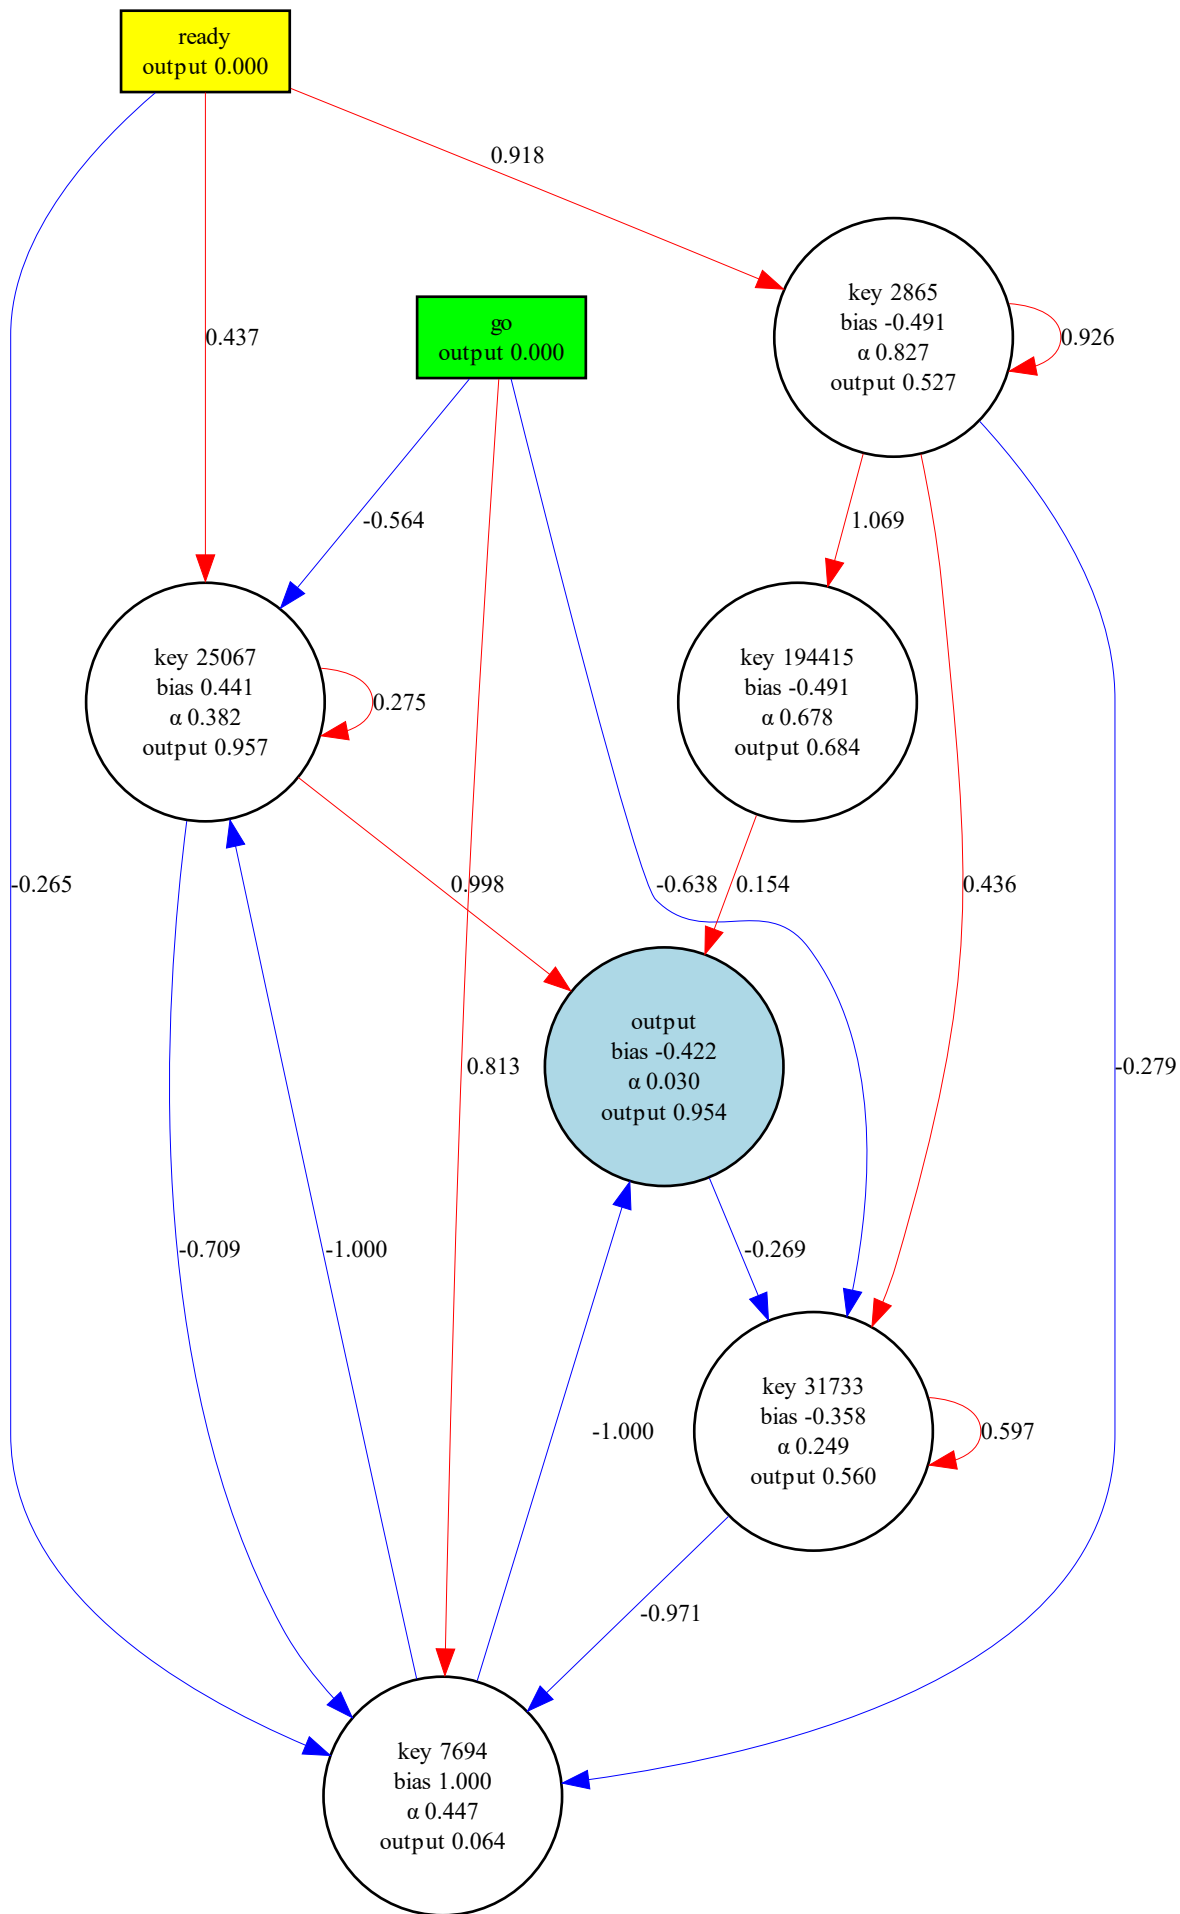 ready
output 0.000
0.918
key 2865
bias -0.491
α 0.827
output 0.527
0.926
go
output 0.000
0.437
-0.564
1.069
key 25067
bias 0.441
α 0.382
output 0.957
0.275
key 194415
bias -0.491
α 0.678
output 0.684
-0.265
0.998
-0.638
0.154
0.436
output
bias -0.422
α 0.030
output 0.954
0.813
-0.279
-0.709
-1.000
-0.269
key 31733
bias -0.358
α 0.249
output 0.560
0.597
-1.000
-0.971
key 7694
bias 1.000
α 0.447
output 0.064